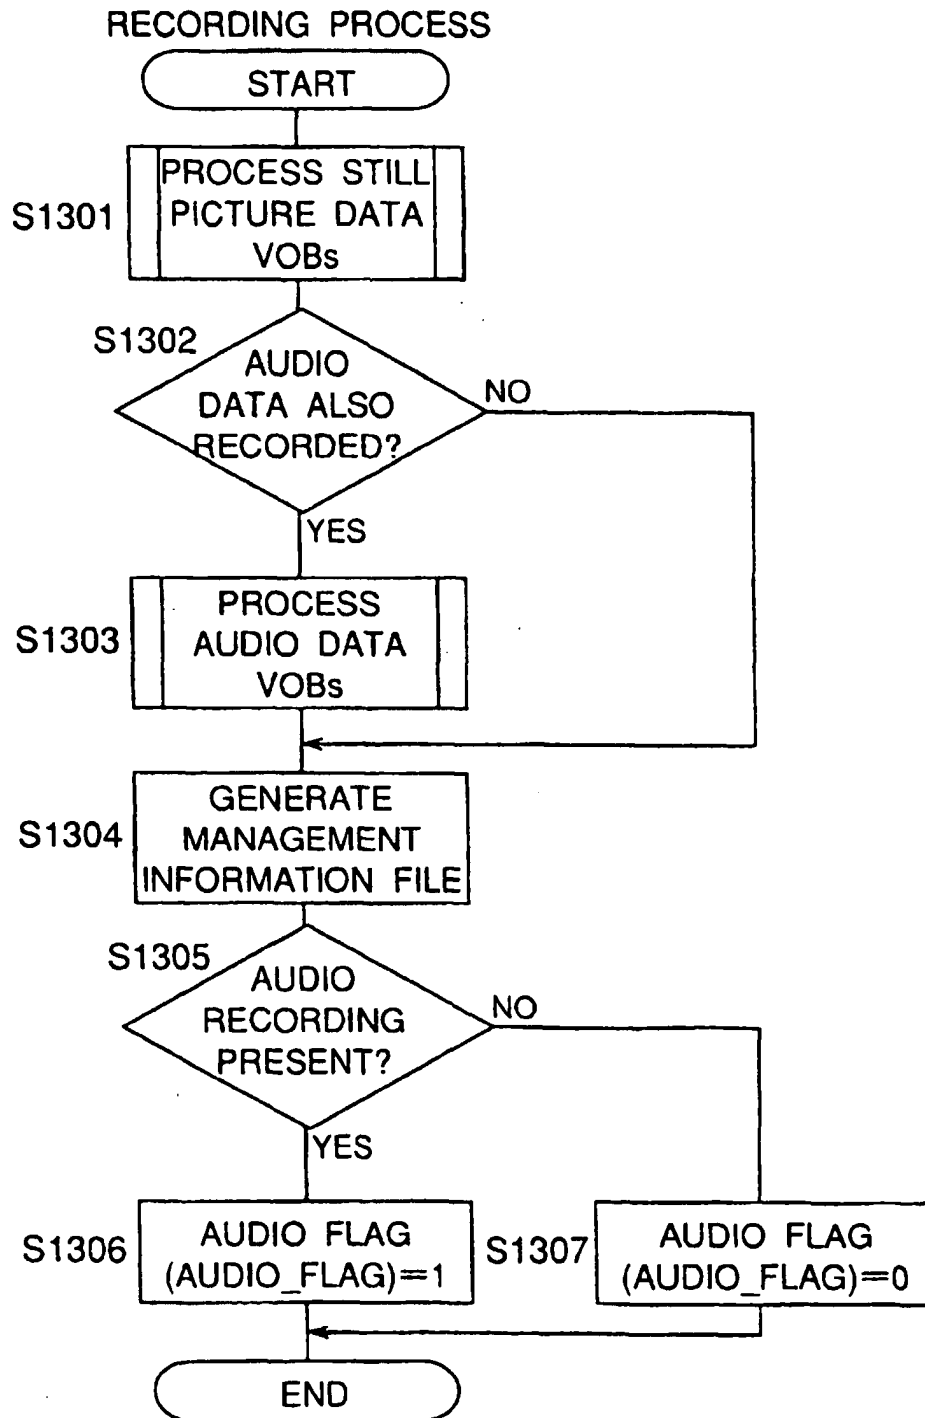 RECORDING PROCESS
START
S1301
PROCESS STILL
PICTURE DATA
VOBs
S1302
AUDIO
DATA ALSO
RECORDED?
NO
YES
S1303
PROCESS
AUDIO DATA
VOBs
S1304
GENERATE
MANAGEMENT
INFORMATION FILE
S1305
AUDIO
RECORDING
PRESENT?
NO
YES
S1306
AUDIO FLAG
(AUDIO_FLAG)=1
S1307
AUDIO FLAG
(AUDIO_FLAG)=0
END